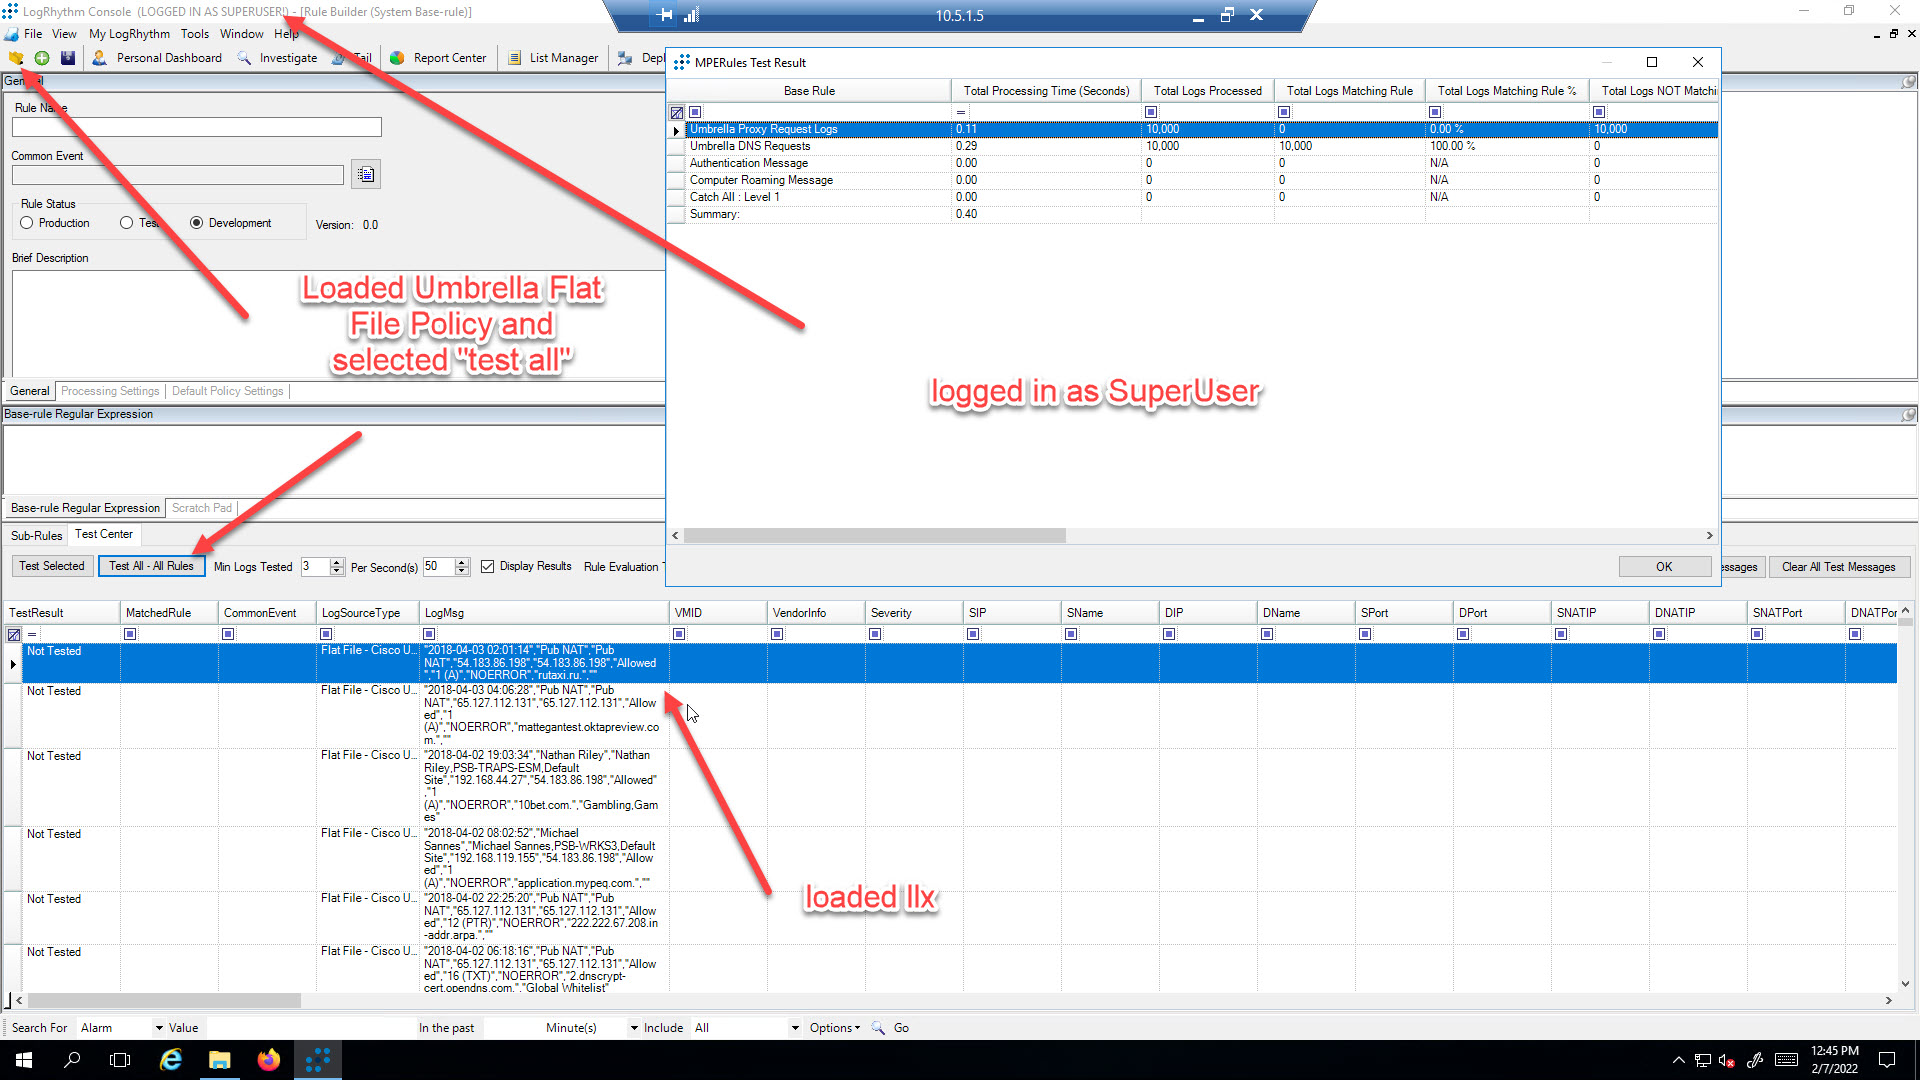 LogRhythm Console (LOGGED IN AS SUPERUSER!) - [Rule Builder (System Base-rule)]
10.5.1.5
File View My LogRhythm Tools Window Help
Personal Dashboard Investigate Tail Report Center List Manager
General
Rule Name
Common Event
Rule Status
Production Test Development Version: 0.0
Brief Description
Loaded Umbrella Flat
File Policy and
selected "test all"
General Processing Settings Default Policy Settings
Base-rule Regular Expression
Base-rule Regular Expression Scratch Pad
MPERules Test Result
Base Rule Total Processing Time (Seconds) Total Logs Processed Total Logs Matching Rule Total Logs Matching Rule % Total Logs NOT Matchi
=
Umbrella Proxy Request Logs 0.11 10,000 0 0.00 % 10,000
Umbrella DNS Requests 0.29 10,000 10,000 100.00 % 0
Authentication Message 0.00 0 0 N/A 0
Computer Roaming Message 0.00 0 0 N/A 0
Catch All : Level 1 0.00 0 0 N/A 0
Summary: 0.40
logged in as SuperUser
OK
Sub-Rules Test Center
Test Selected Test All - All Rules Min Logs Tested 3 Per Second(s) 50 Display Results Rule Evaluation
essages Clear All Test Messages
TestResult MatchedRule CommonEvent LogSourceType LogMsg VMID VendorInfo Severity SIP SName DIP DName SPort DPort SNATIP DNATIP SNATPort DNATPor
=
Not Tested Flat File - Cisco U... "2018-04-03 02:01:14","Pub NAT","Pub
NAT","54.183.86.198","54.183.86.198","Allowed
","1 (A)","NOERROR","rutaxi.ru.",""
Not Tested Flat File - Cisco U... "2018-04-03 04:06:28","Pub NAT","Pub
NAT","65.127.112.131","65.127.112.131","Allow
ed","1
(A)","NOERROR","mattegantest.oktapreview.co
m.",""
Not Tested Flat File - Cisco U... "2018-04-02 19:03:34","Nathan Riley","Nathan
Riley,PSB-TRAPS-ESM,Default
Site","192.168.44.27","54.183.86.198","Allowed"
,"1
(A)","NOERROR","10bet.com.","Gambling,Gam
es"
Not Tested Flat File - Cisco U... "2018-04-02 08:02:52","Michael
Sannes","Michael Sannes,PSB-WRKS3,Default
Site","192.168.119.155","54.183.86.198","Allow
ed","1
(A)","NOERROR","application.mypeq.com.",""
Not Tested Flat File - Cisco U... "2018-04-02 22:25:20","Pub NAT","Pub
NAT","65.127.112.131","65.127.112.131","Allow
ed","12 (PTR)","NOERROR","222.222.67.208.in
-addr.arpa.",""
Not Tested Flat File - Cisco U... "2018-04-02 06:18:16","Pub NAT","Pub
NAT","65.127.112.131","65.127.112.131","Allow
ed","16 (TXT)","NOERROR","2.dnscrypt-
cert.opendns.com.","Global Whitelist"
loaded llx
Search For Alarm Value In the past Minute(s) Include All Options Go
12:45 PM
2/7/2022